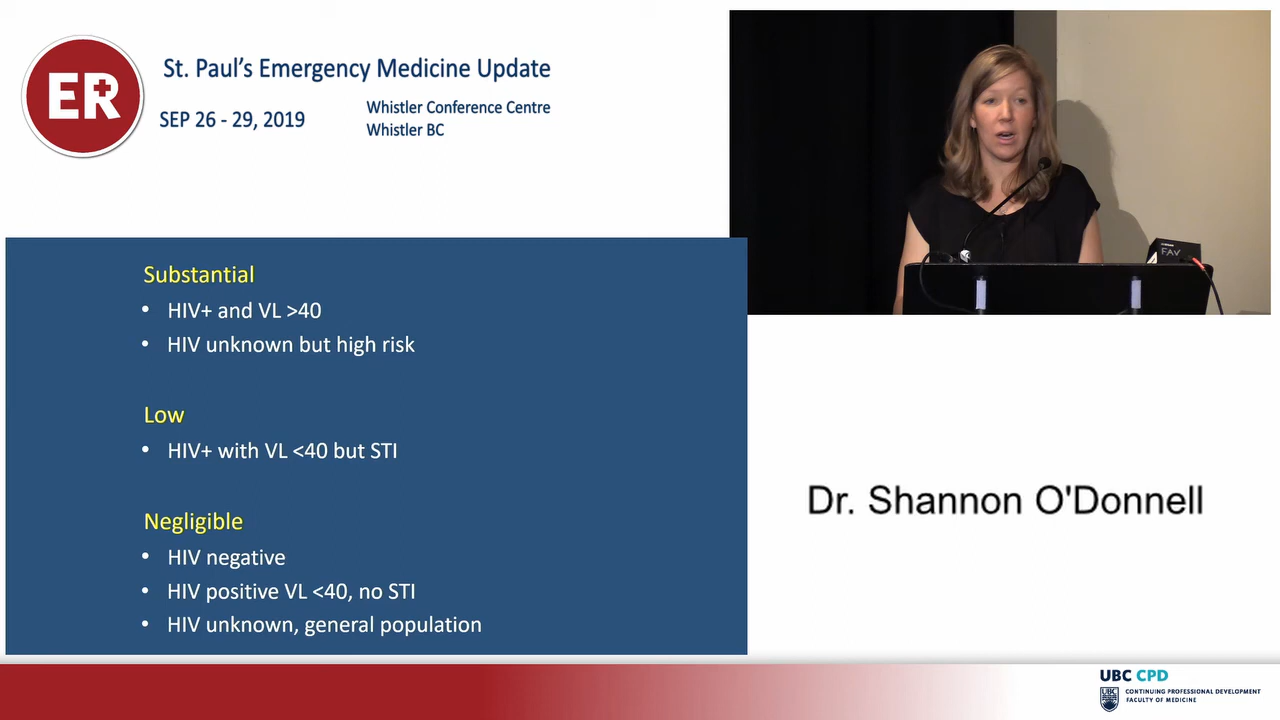 ER
St. Paul's Emergency Medicine Update
SEP 26 - 29, 2019
Whistler Conference Centre
Whistler BC
FAV
Substantial
• HIV+ and VL >40
• HIV unknown but high risk
Low
• HIV+ with VL <40 but STI
Negligible
• HIV negative
• HIV positive VL <40, no STI
• HIV unknown, general population
Dr. Shannon O'Donnell
UBC CPD
CONTINUING PROFESSIONAL DEVELOPMENT
FACULTY OF MEDICINE